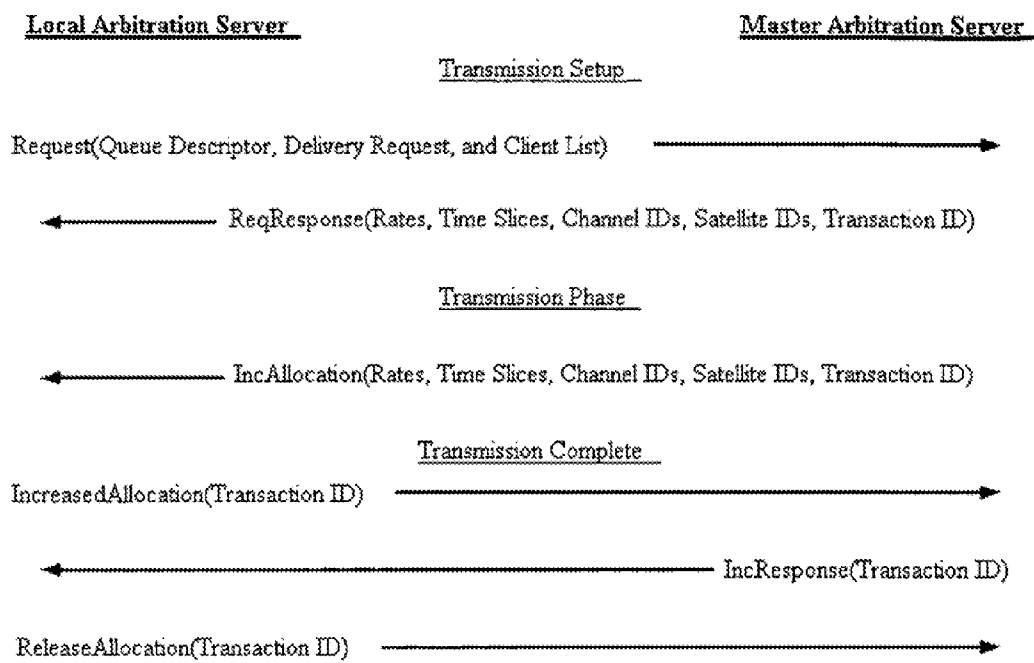 Local Arbitration Server Master Arbitration Server
Transmission Setup
Request(Queue Descriptor, Delivery Request, and Client List)
ReqResponse(Rates, Time Slices, Channel IDs, Satellite IDs, Transaction ID)
Transmission Phase
IncAllocation(Rates, Time Slices, Channel IDs, Satellite IDs, Transaction ID)
Transmission Complete
IncreasedAllocation(Transaction ID)
IncResponse(Transaction ID)
ReleaseAllocation(Transaction ID)